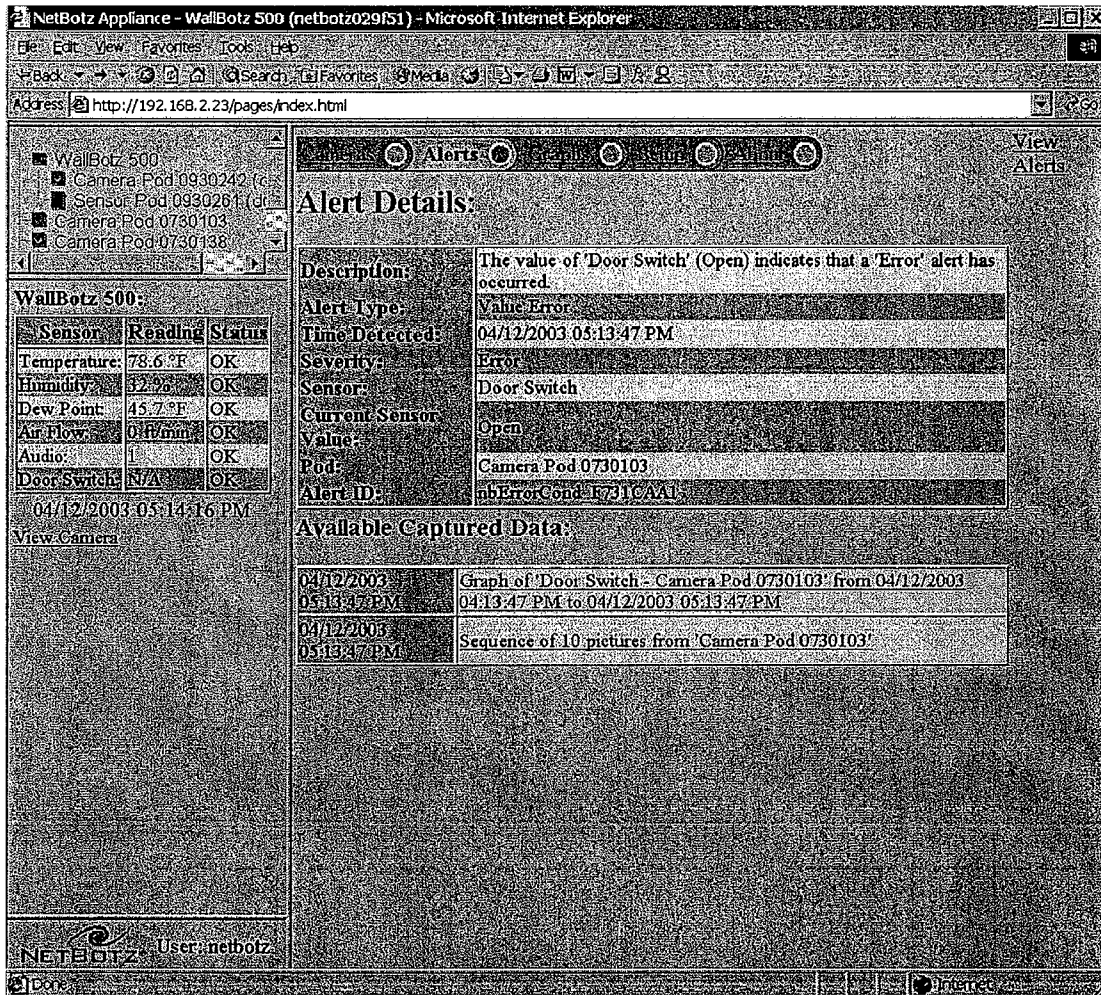 NetBotz Appliance - WallBotz 500 (netbotz029f51) - Microsoft Internet Explorer
File Edit View Favorites Tools Help
Back Search Favorites Media
Address http://192.168.2.23/pages/index.html Go
WallBotz 500
Camera Pod 0930242 (
Sensor Pod 0930261 (
Camera Pod 0730103
Camera Pod 0730138
WallBotz 500:
Sensor Reading Status
Temperature: 78.6 °F OK
Humidity: 32 % OK
Dew Point: 45.7 °F OK
Air Flow: 0 ft/min OK
Audio: 1 OK
Door Switch: N/A OK
04/12/2003 05:14:16 PM
View Camera
NETBOTZ User: netbotz
Cameras Alerts Graphs Setup About
View
Alerts
Alert Details:
Description: The value of 'Door Switch' (Open) indicates that a 'Error' alert has
occurred.
Alert Type: Value Error
Time Detected: 04/12/2003 05:13:47 PM
Severity: Error
Sensor: Door Switch
Current Sensor
Value: Open
Pod: Camera Pod 0730103
Alert ID: nbErrorCond_F731CAA1
Available Captured Data:
04/12/2003 Graph of 'Door Switch - Camera Pod 0730103' from 04/12/2003
05:13:47 PM 04:13:47 PM to 04/12/2003 05:13:47 PM
04/12/2003
05:13:47 PM Sequence of 10 pictures from 'Camera Pod 0730103'
Done Internet